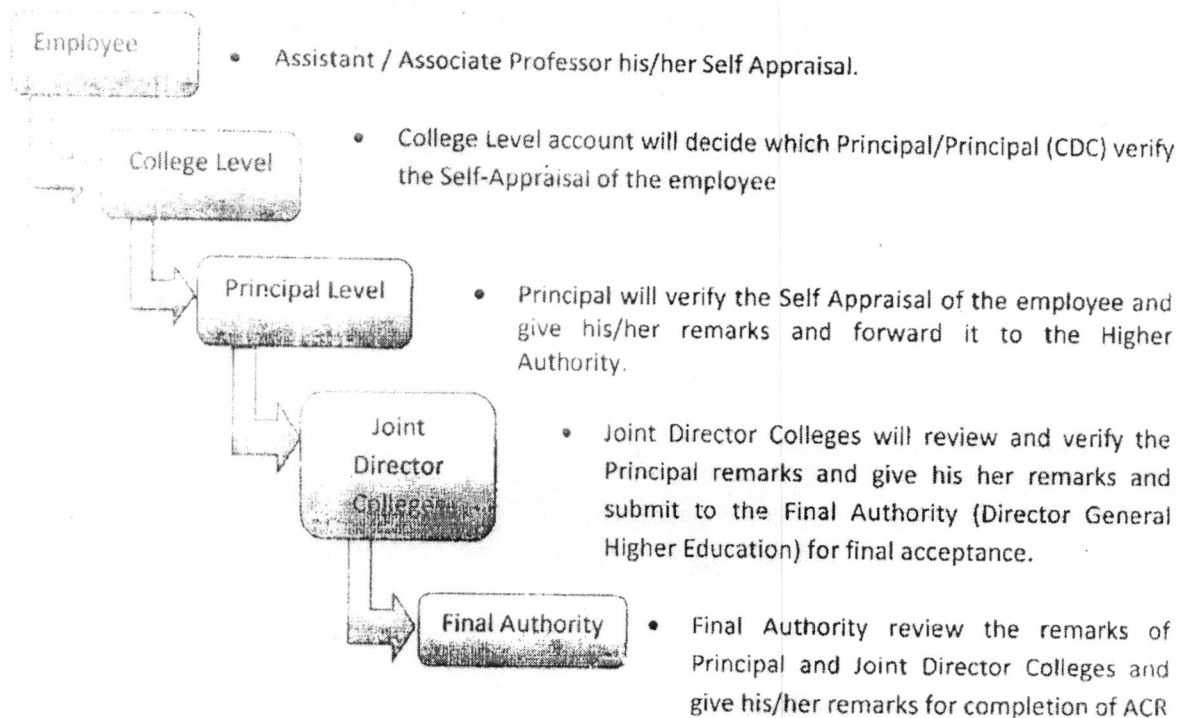 Employee
• Assistant / Associate Professor his/her Self Appraisal.
College Level
• College Level account will decide which Principal/Principal (CDC) verify
the Self-Appraisal of the employee
Principal Level
• Principal will verify the Self Appraisal of the employee and
give his/her remarks and forward it to the Higher
Authority.
Joint
Director
Colleges
• Joint Director Colleges will review and verify the
Principal remarks and give his her remarks and
submit to the Final Authority (Director General
Higher Education) for final acceptance.
Final Authority
• Final Authority review the remarks of
Principal and Joint Director Colleges and
give his/her remarks for completion of ACR